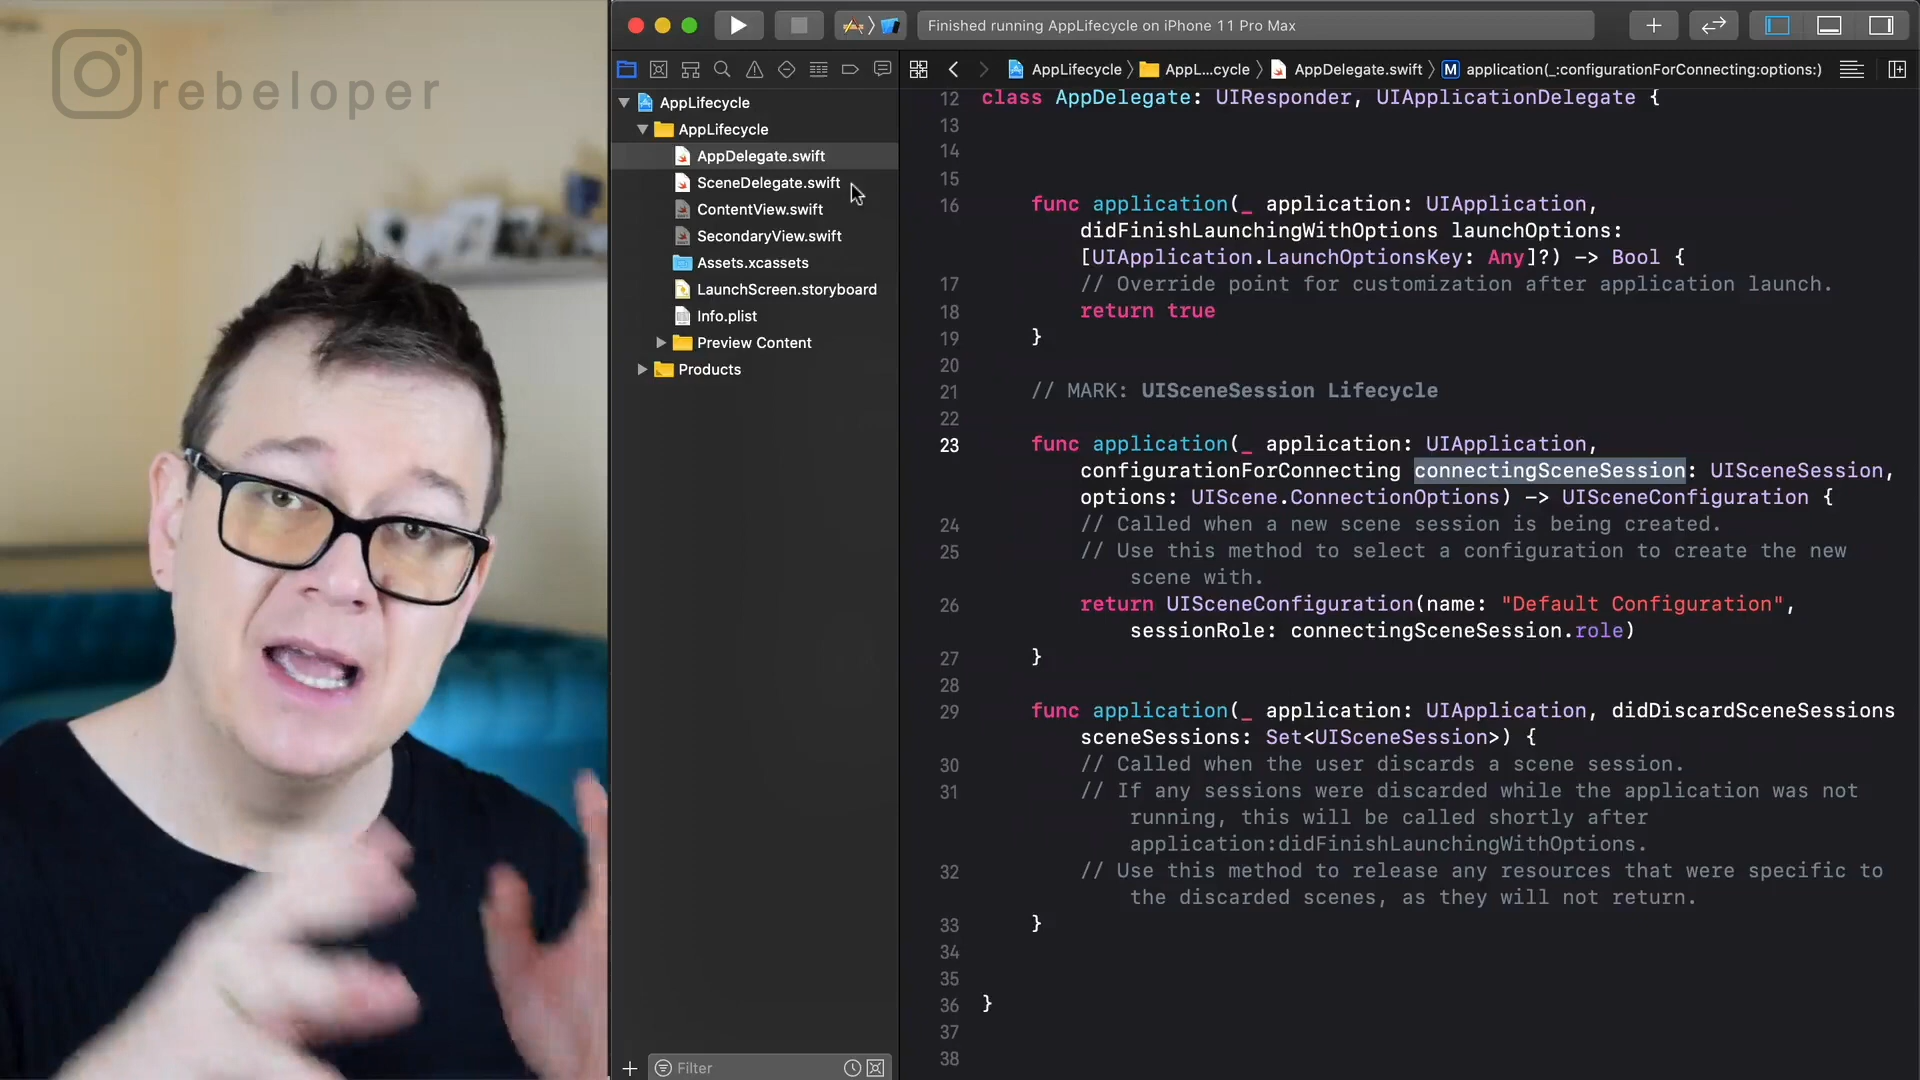 rebeloper
Finished running AppLifecycle on iPhone 11 Pro Max
AppLifecycle
AppL...cycle
AppDelegate.swift
M application(_:configurationForConnecting:options:)
AppLifecycle
AppLifecycle
AppDelegate.swift
SceneDelegate.swift
ContentView.swift
SecondaryView.swift
Assets.xcassets
LaunchScreen.storyboard
Info.plist
Preview Content
Products
Filter
12 class AppDelegate: UIResponder, UIApplicationDelegate {
13
14
15
16 func application(_ application: UIApplication,
didFinishLaunchingWithOptions launchOptions:
[UIApplication.LaunchOptionsKey: Any]?) -> Bool {
17 // Override point for customization after application launch.
18 return true
19 }
20
21 // MARK: UISceneSession Lifecycle
22
23 func application(_ application: UIApplication,
configurationForConnecting connectingSceneSession: UISceneSession,
options: UIScene.ConnectionOptions) -> UISceneConfiguration {
24 // Called when a new scene session is being created.
25 // Use this method to select a configuration to create the new
scene with.
26 return UISceneConfiguration(name: "Default Configuration",
sessionRole: connectingSceneSession.role)
27 }
28
29 func application(_ application: UIApplication, didDiscardSceneSessions
sceneSessions: Set<UISceneSession>) {
30 // Called when the user discards a scene session.
31 // If any sessions were discarded while the application was not
running, this will be called shortly after
application:didFinishLaunchingWithOptions.
32 // Use this method to release any resources that were specific to
the discarded scenes, as they will not return.
33 }
34
35
36 }
37
38